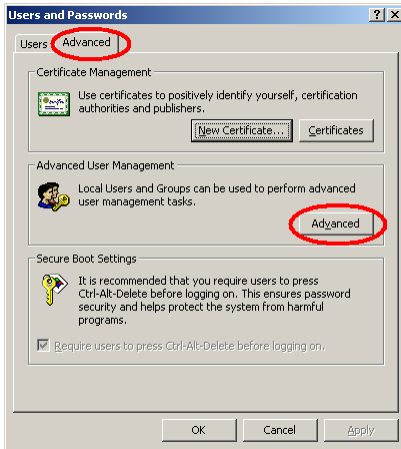 Users and Passwords
Users
Advanced
Certificate Management
Use certificates to positively identify yourself, certification
authorities and publishers.
New Certificate...
Certificates
Advanced User Management
Local Users and Groups can be used to perform advanced
user management tasks.
Advanced
Secure Boot Settings
It is recommended that you require users to press
Ctrl-Alt-Delete before logging on. This ensures password
security and helps protect the system from harmful
programs.
Require users to press Ctrl-Alt-Delete before logging on.
OK
Cancel
Apply